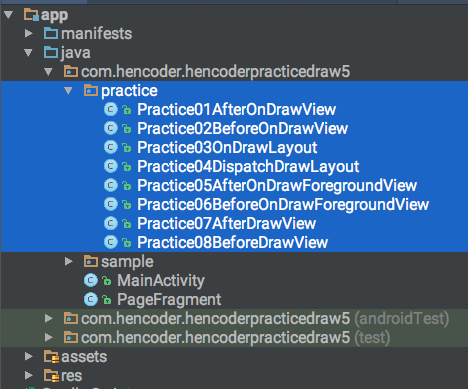 app
manifests
java
com.hencoder.hencoderpracticedraw5
practice
Practice01AfterOnDrawView
Practice02BeforeOnDrawView
Practice03OnDrawLayout
Practice04DispatchDrawLayout
Practice05AfterOnDrawForegroundView
Practice06BeforeOnDrawForegroundView
Practice07AfterDrawView
Practice08BeforeDrawView
sample
MainActivity
PageFragment
com.hencoder.hencoderpracticedraw5 (androidTest)
com.hencoder.hencoderpracticedraw5 (test)
assets
res